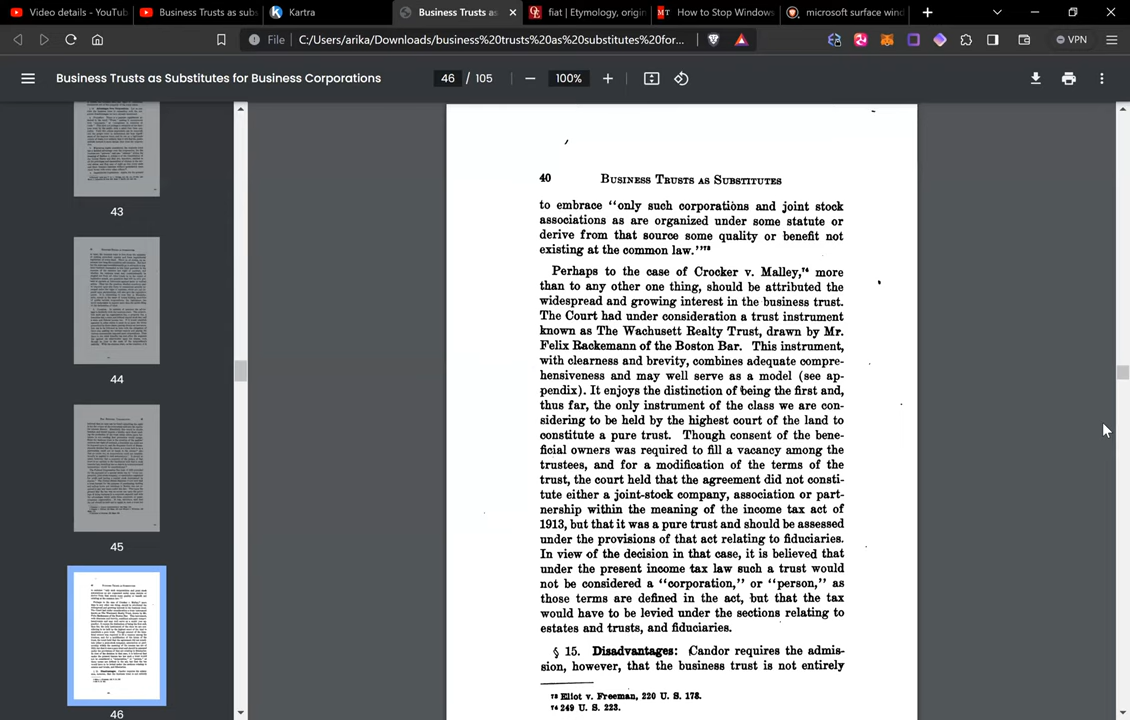 Video details - YouTub
Business Trusts as subs
Kartra
Business Trusts as
fiat | Etymology, origin
How to Stop Windows
microsoft surface wind
File
C:/Users/arika/Downloads/business%20trusts%20as%20substitutes%20for...
VPN
Business Trusts as Substitutes for Business Corporations
46 / 105
100%
43
44
45
46
40 BUSINESS TRUSTS AS SUBSTITUTES
to embrace “only such corporations and joint stock
associations as are organized under some statute or
derive from that source some quality or benefit not
existing at the common law.”⁷³
Perhaps to the case of Crocker v. Malley,⁷⁴ more
than to any other one thing, should be attributed the
widespread and growing interest in the business trust.
The Court had under consideration a trust instrument
known as The Wachusett Realty Trust, drawn by Mr.
Felix Rackemann of the Boston Bar. This instrument,
with clearness and brevity, combines adequate compre-
hensiveness and may well serve as a model (see ap-
pendix). It enjoys the distinction of being the first and,
thus far, the only instrument of the class we are con-
sidering to be held by the highest court of the land to
constitute a pure trust. Though consent of the bene-
ficial owners was required to fill a vacancy among the
trustees, and for a modification of the terms of the
trust, the court held that the agreement did not consti-
tute either a joint-stock company, association or part-
nership within the meaning of the income tax act of
1913, but that it was a pure trust and should be assessed
under the provisions of that act relating to fiduciaries.
In view of the decision in that case, it is believed that
under the present income tax law such a trust would
not be considered a “corporation,” or “person,” as
those terms are defined in the act, but that the tax
would have to be levied under the sections relating to
estates and trusts, and fiduciaries.
§ 15. Disadvantages: Candor requires the admis-
sion, however, that the business trust is not entirely
⁷³ Eliot v. Freeman, 220 U. S. 178.
⁷⁴ 249 U. S. 223.